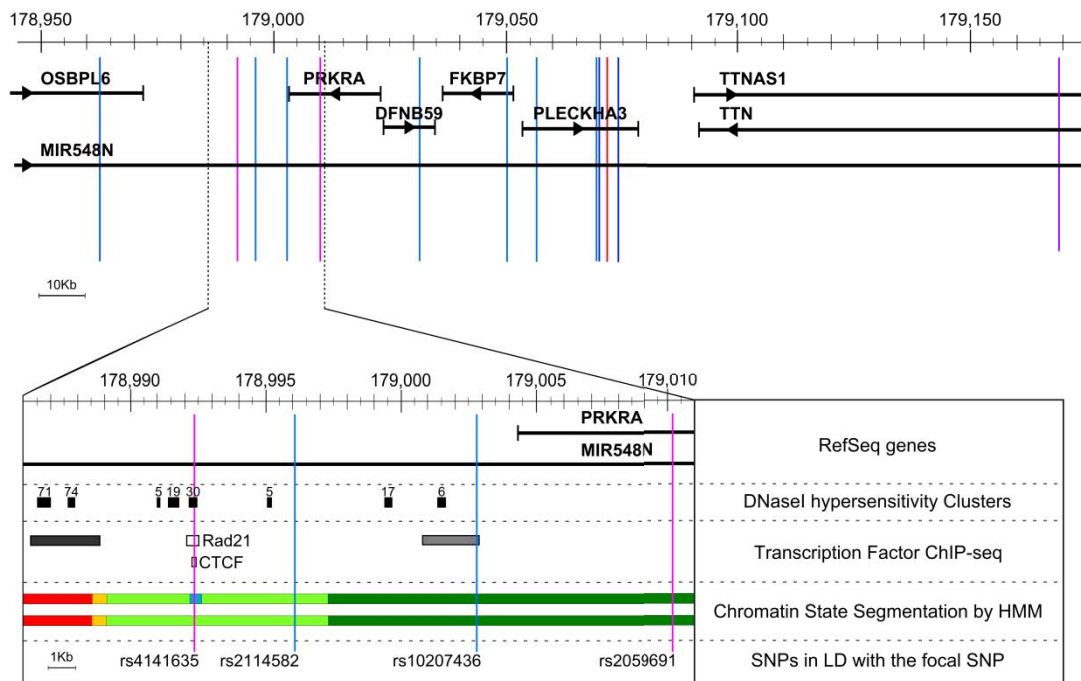 178,950 179,000 179,050 179,100 179,150
OSBPL6 PRKRA FKBP7 TTNAS1
DFNB59 PLECKHA3 TTN
MIR548N
10Kb
178,990 178,995 179,000 179,005 179,010
PRKRA
MIR548N
RefSeq genes
71 74 5 19 30 5 17 6
DNaseI hypersensitivity Clusters
Rad21
CTCF
Transcription Factor ChIP-seq
Chromatin State Segmentation by HMM
1Kb
rs4141635 rs2114582 rs10207436 rs2059691
SNPs in LD with the focal SNP